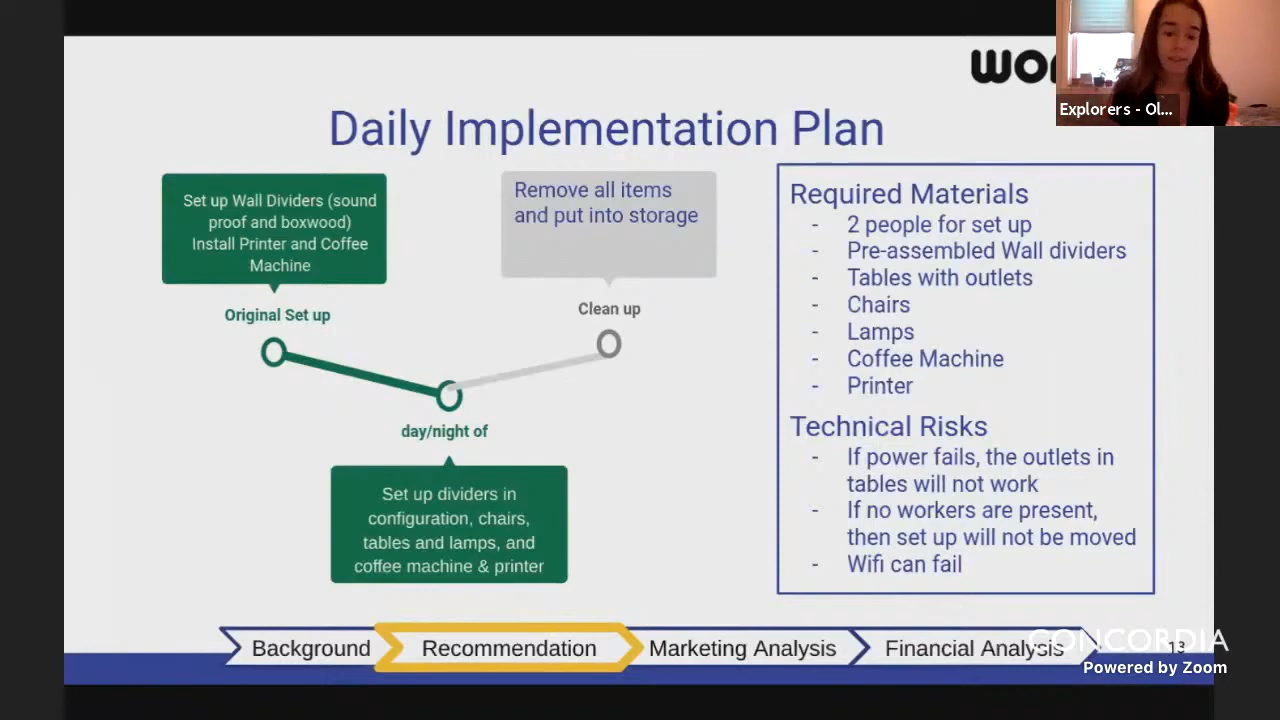 Explorers - Ol...
Daily Implementation Plan
Set up Wall Dividers (sound
proof and boxwood)
Install Printer and Coffee
Machine
Original Set up
Remove all items
and put into storage
Clean up
day/night of
Set up dividers in
configuration, chairs,
tables and lamps, and
coffee machine & printer
Required Materials
- 2 people for set up
- Pre-assembled Wall dividers
- Tables with outlets
- Chairs
- Lamps
- Coffee Machine
- Printer
Technical Risks
- If power fails, the outlets in
tables will not work
- If no workers are present,
then set up will not be moved
- Wifi can fail
Background
Recommendation
Marketing Analysis
Financial Analysis
CONCORDIA
13
Powered by Zoom